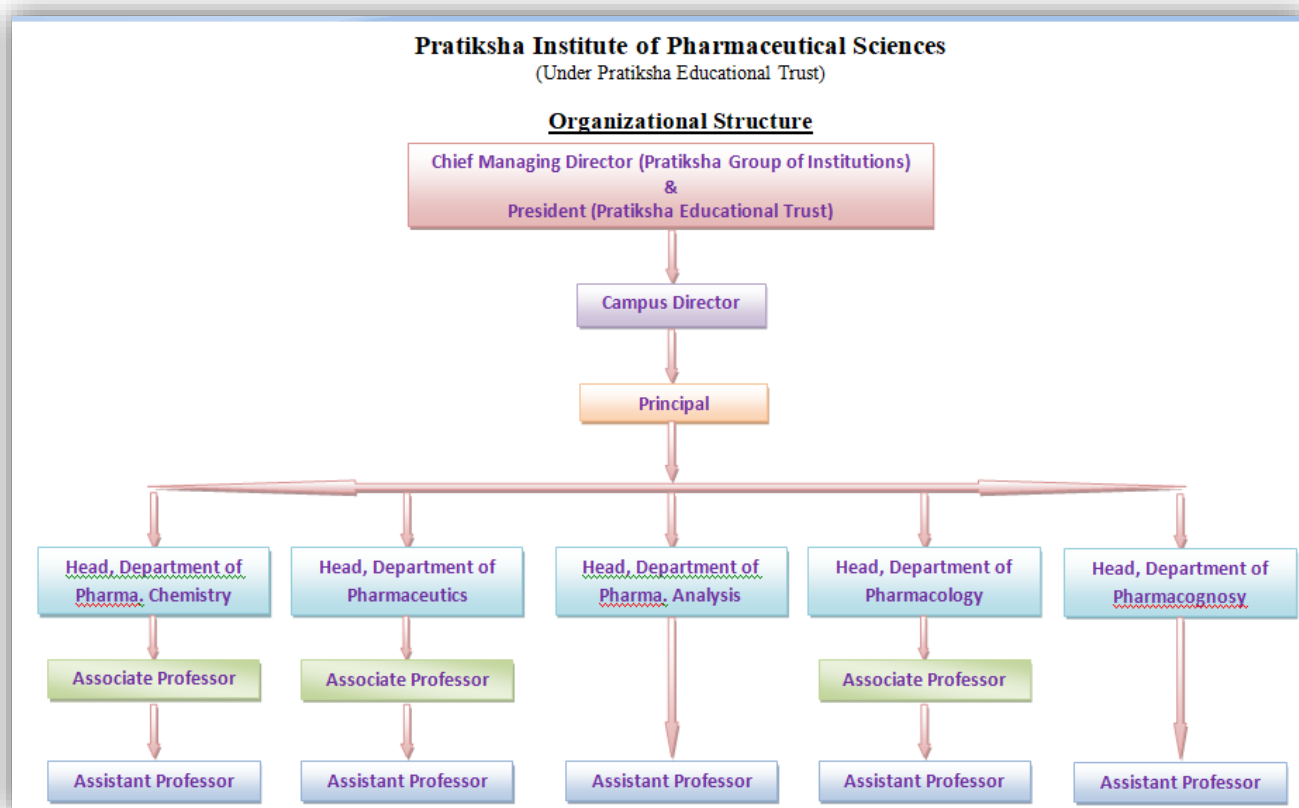 Pratiksha Institute of Pharmaceutical Sciences
(Under Pratiksha Educational Trust)
Organizational Structure
Chief Managing Director (Pratiksha Group of Institutions)
&
President (Pratiksha Educational Trust)
Campus Director
Principal
Head, Department of
Pharma. Chemistry
Head, Department of
Pharmaceutics
Head, Department of
Pharma. Analysis
Head, Department of
Pharmacology
Head, Department of
Pharmacognosy
Associate Professor
Associate Professor
Associate Professor
Assistant Professor
Assistant Professor
Assistant Professor
Assistant Professor
Assistant Professor